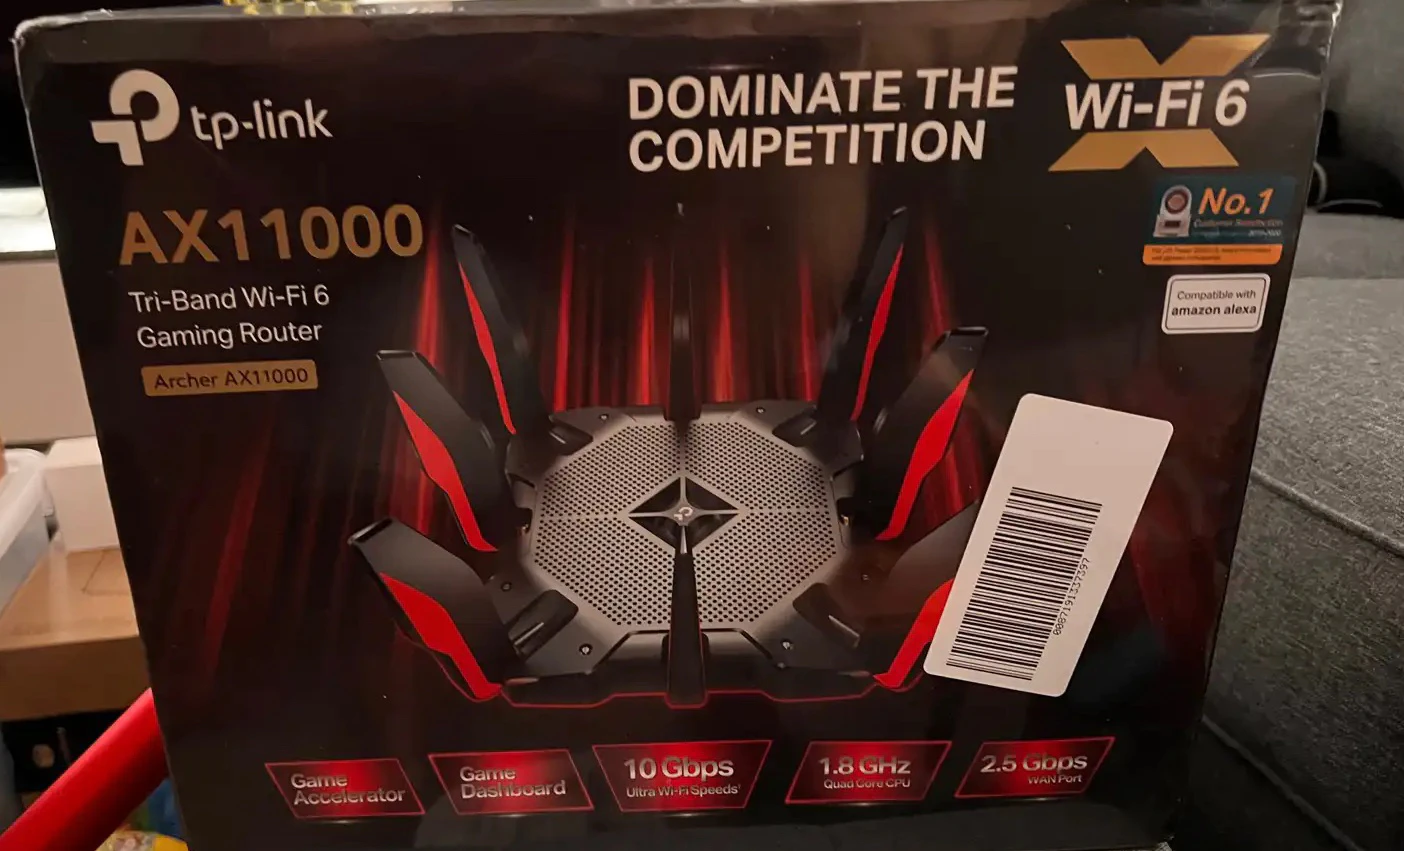 tp-link
DOMINATE THE
COMPETITION
Wi-Fi 6
AX11000
Tri-Band Wi-Fi 6
Gaming Router
Archer AX11000
No.1
Customer Satisfaction
Compatible with
amazon alexa
Game
Accelerator
Game
Dashboard
10 Gbps
Ultra Wi-Fi Speeds†
1.8 GHz
Quad Core CPU
2.5 Gbps
WAN Port